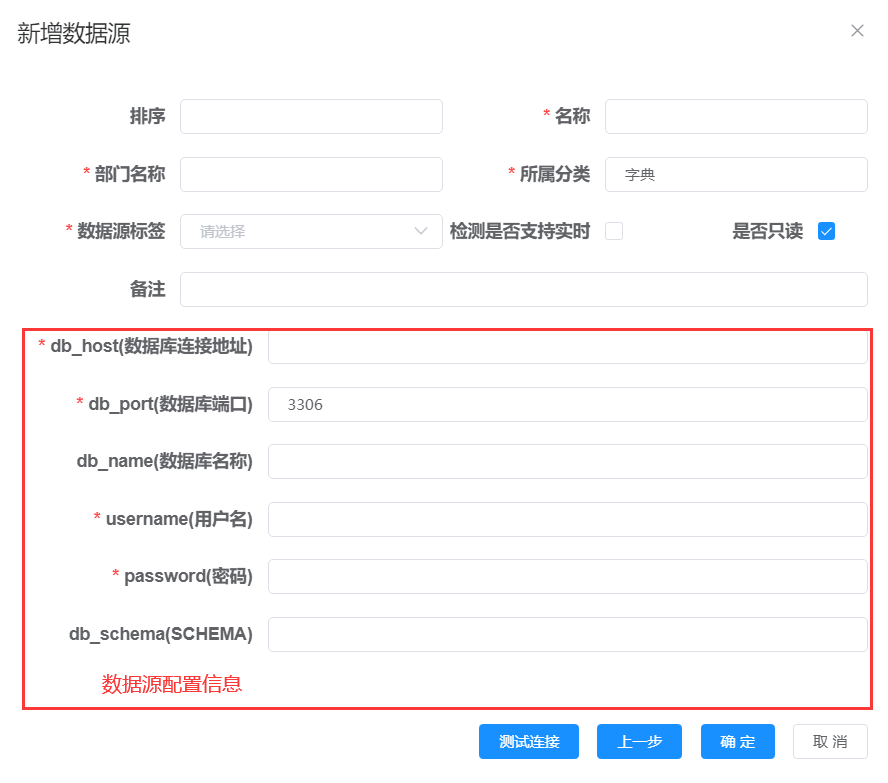 新增数据源
排序
* 名称
* 部门名称
* 所属分类 字典
* 数据源标签 请选择 检测是否支持实时 是否只读
备注
* db_host(数据库连接地址)
* db_port(数据库端口) 3306
db_name(数据库名称)
* username(用户名)
* password(密码)
db_schema(SCHEMA)
数据源配置信息
测试连接 上一步 确定 取消